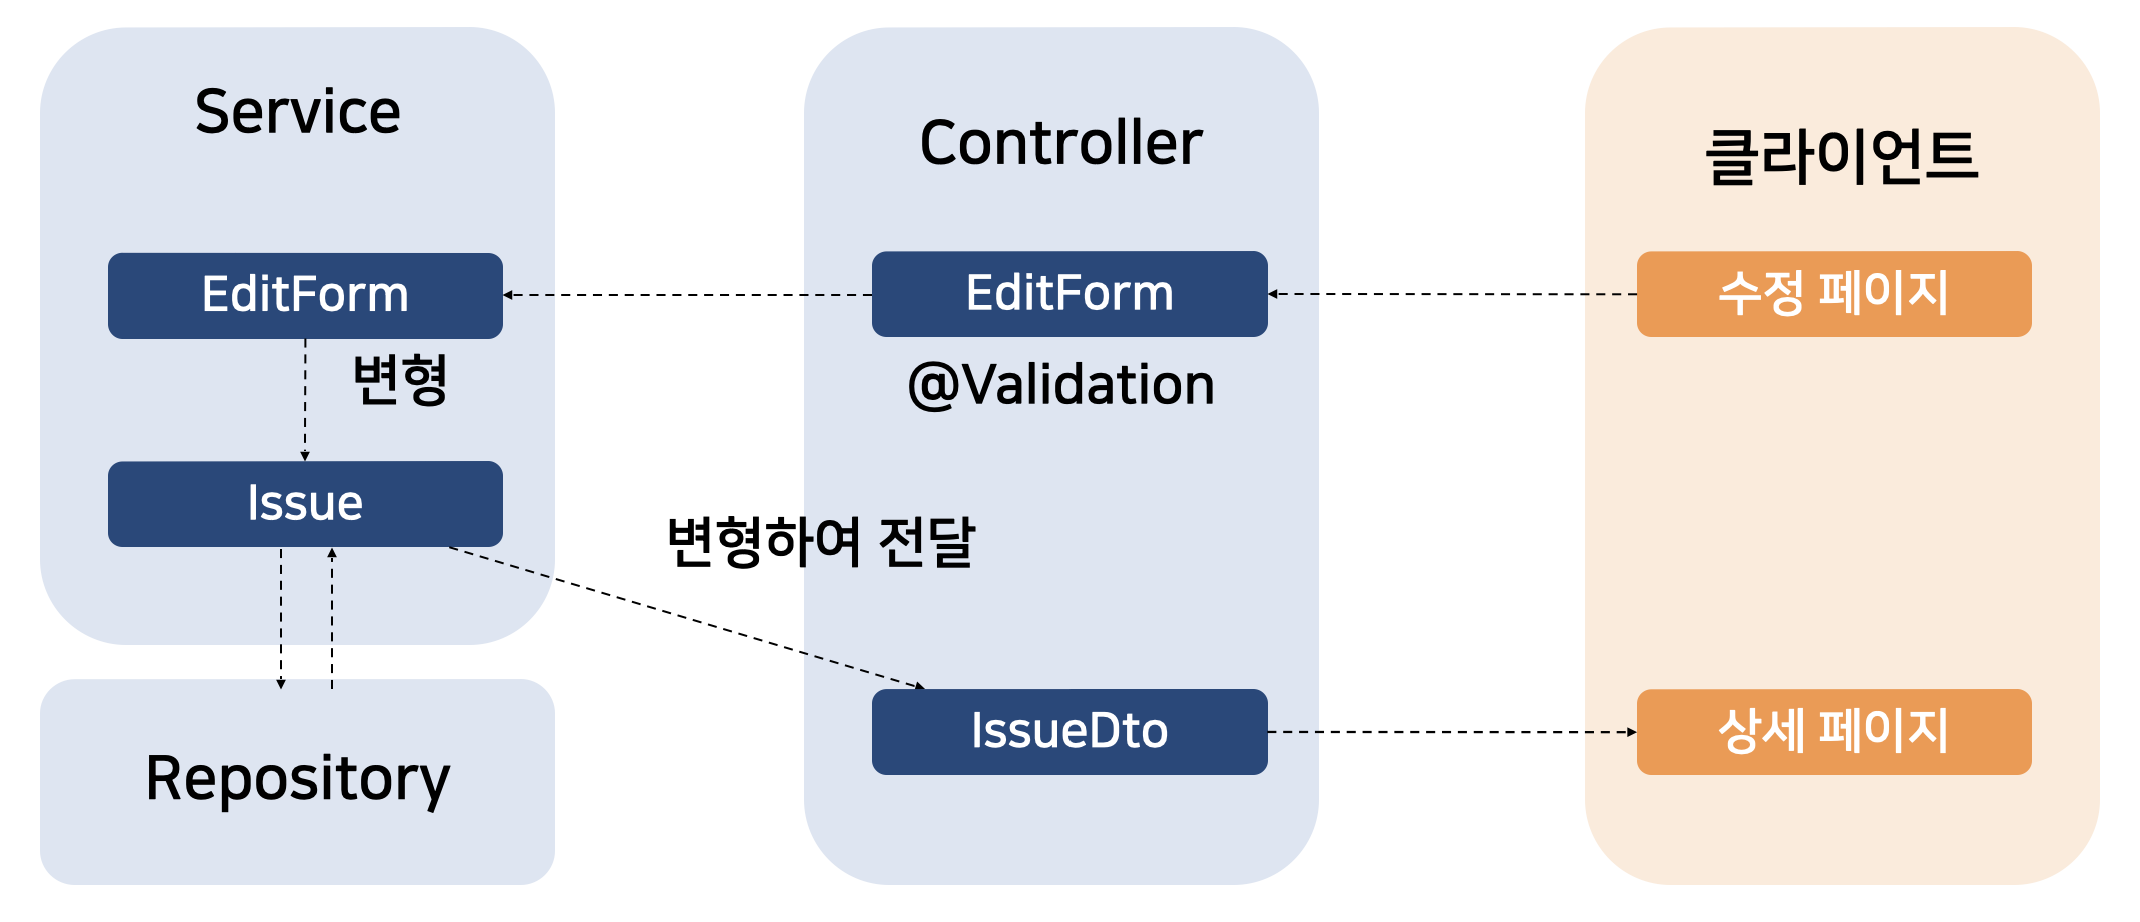 Service
EditForm
변형
Issue
Repository
변형하여 전달
Controller
EditForm
@Validation
IssueDto
클라이언트
수정 페이지
상세 페이지